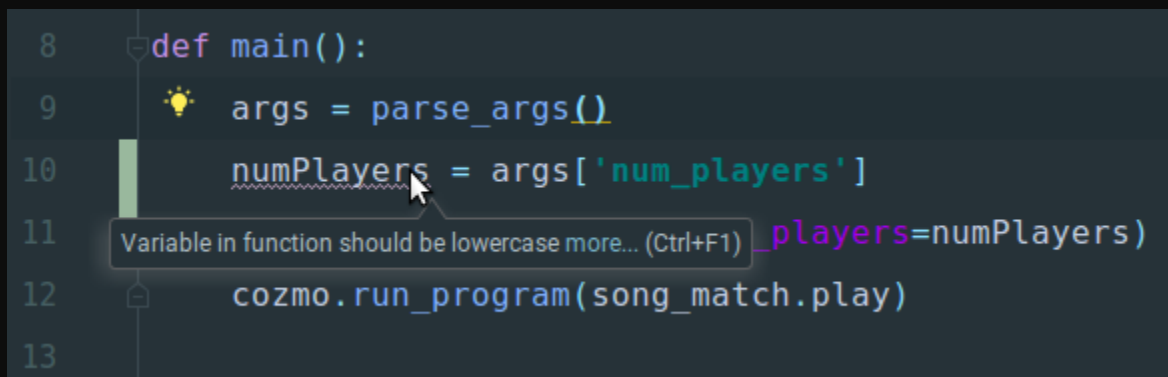 8 def main():
9 args = parse_args()
10 numPlayers = args['num_players']
11 _players=numPlayers)
Variable in function should be lowercase more... (Ctrl+F1)
12 cozmo.run_program(song_match.play)
13